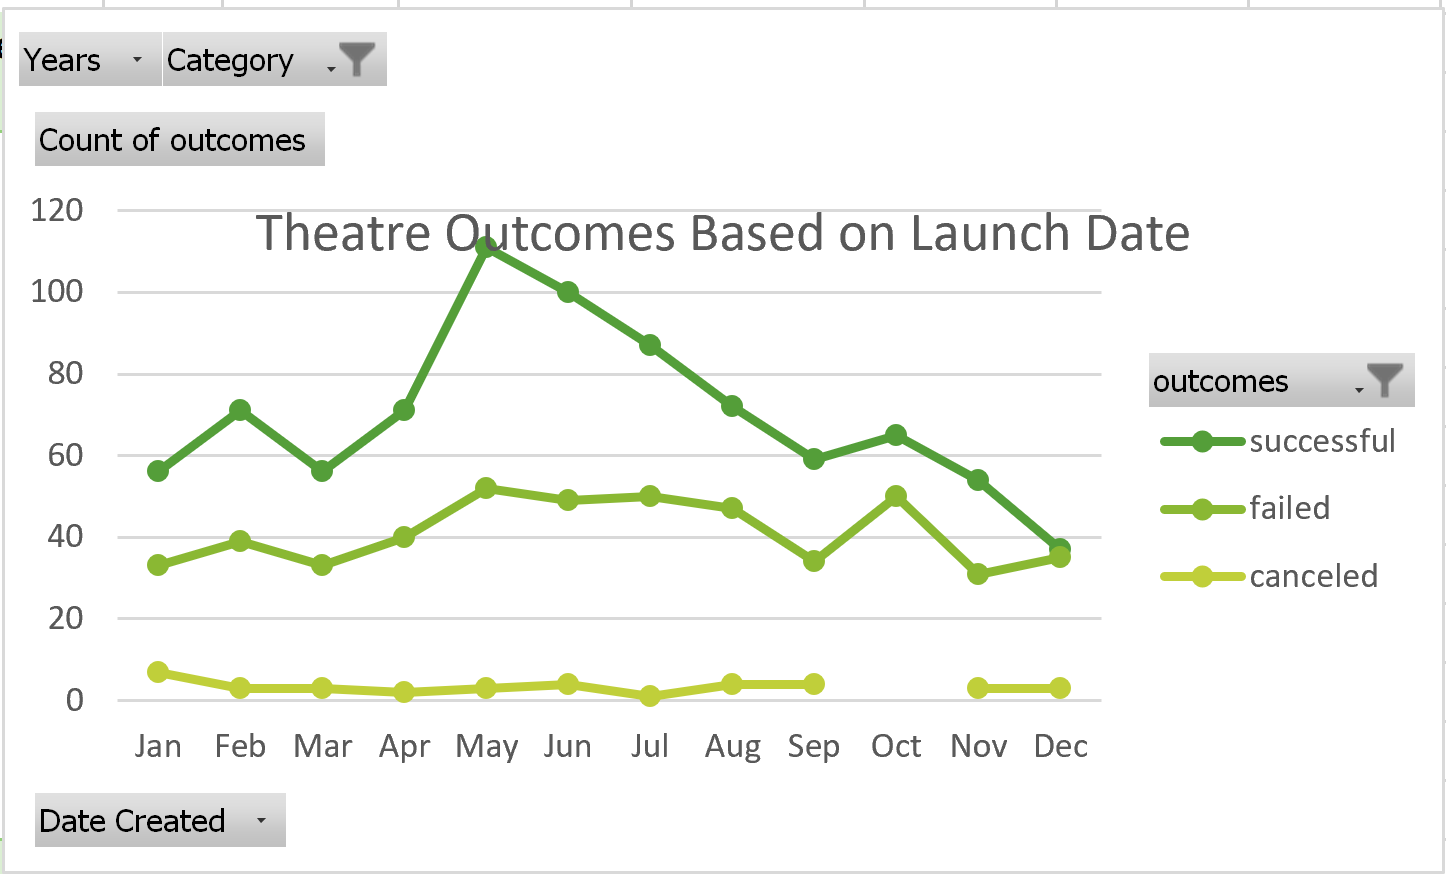 Years Category
Count of outcomes
Theatre Outcomes Based on Launch Date
120
100
80
60
40
20
0
Jan Feb Mar Apr May Jun Jul Aug Sep Oct Nov Dec
outcomes
successful
failed
canceled
Date Created